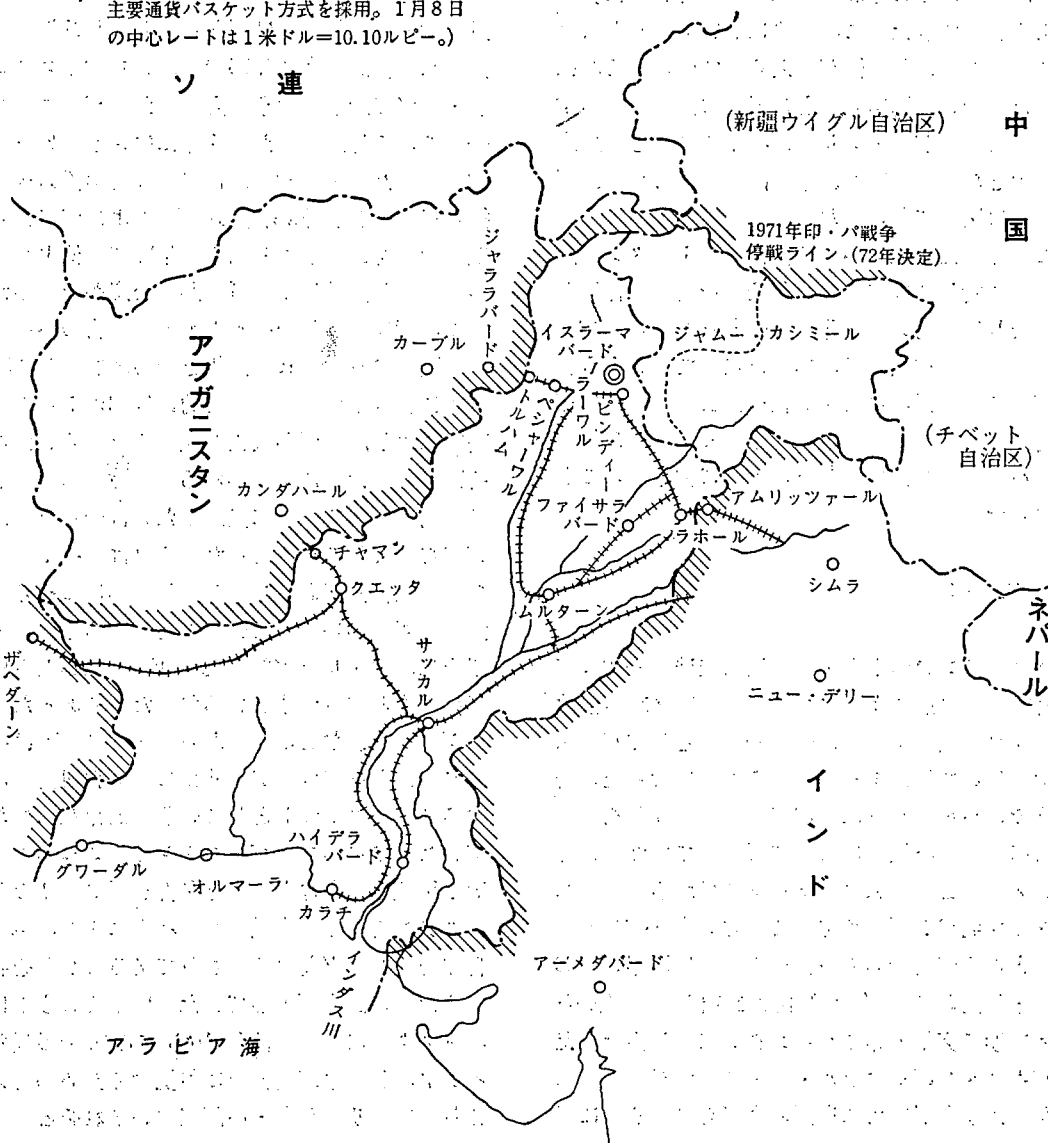 主要通貨バスケット方式を採用。1月8日
の中心レートは1米ドル=10.10ルピー。)
ソ連
(新疆ウイグル自治区)
中国
1971年印・パ戦争
停戦ライン (72年決定)
ジャララバード
イスラーマ
バード
ジャムー・カシミール
カーブル
アフガニスタン
トルハム
ペシャーワル
ラーワル
ピンディー
(チベット
自治区)
カンダハール
ファイサラ
バード
アムリッツァール
ラホール
チャマン
クエッタ
シムラ
ムルターン
ネパール
ザヘダーン
サッカル
ニュー・デリー
インド
ハイデラ
バード
グワーダル
オルマーラ
カラチ
インダス川
アーメダバード
アラビア海